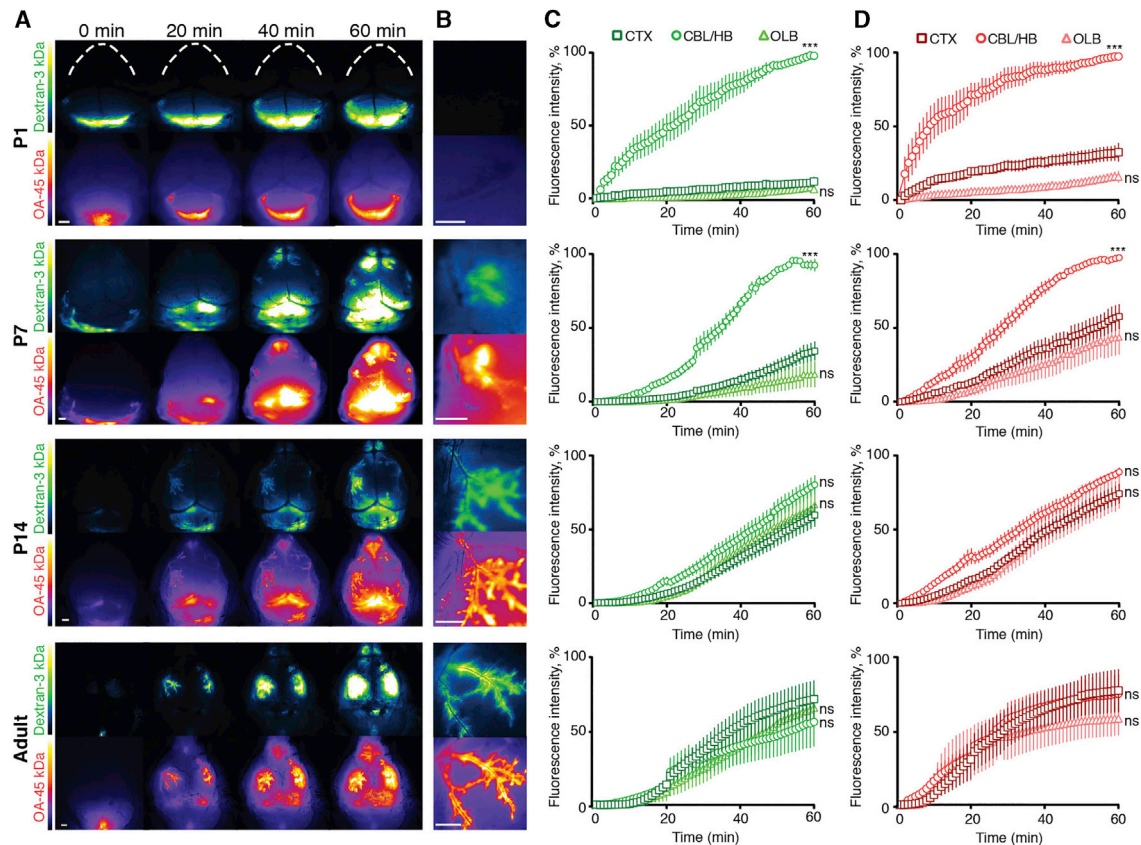 A
B
C
D
0 min 20 min 40 min 60 min
CTX CBL/HB OLB
CTX CBL/HB OLB
P1
Dextran-3 kDa
OA-45 kDa
Fluorescence intensity, %
100
50
0
0 20 40 60
Time (min)
***
ns
Fluorescence intensity, %
100
50
0
0 20 40 60
Time (min)
***
ns
P7
Dextran-3 kDa
OA-45 kDa
Fluorescence intensity, %
100
50
0
0 20 40 60
Time (min)
***
ns
Fluorescence intensity, %
100
50
0
0 20 40 60
Time (min)
***
ns
P14
Dextran-3 kDa
OA-45 kDa
Fluorescence intensity, %
100
50
0
0 20 40 60
Time (min)
ns
ns
Fluorescence intensity, %
100
50
0
0 20 40 60
Time (min)
ns
ns
Adult
Dextran-3 kDa
OA-45 kDa
Fluorescence intensity, %
100
50
0
0 20 40 60
Time (min)
ns
ns
Fluorescence intensity, %
100
50
0
0 20 40 60
Time (min)
ns
ns